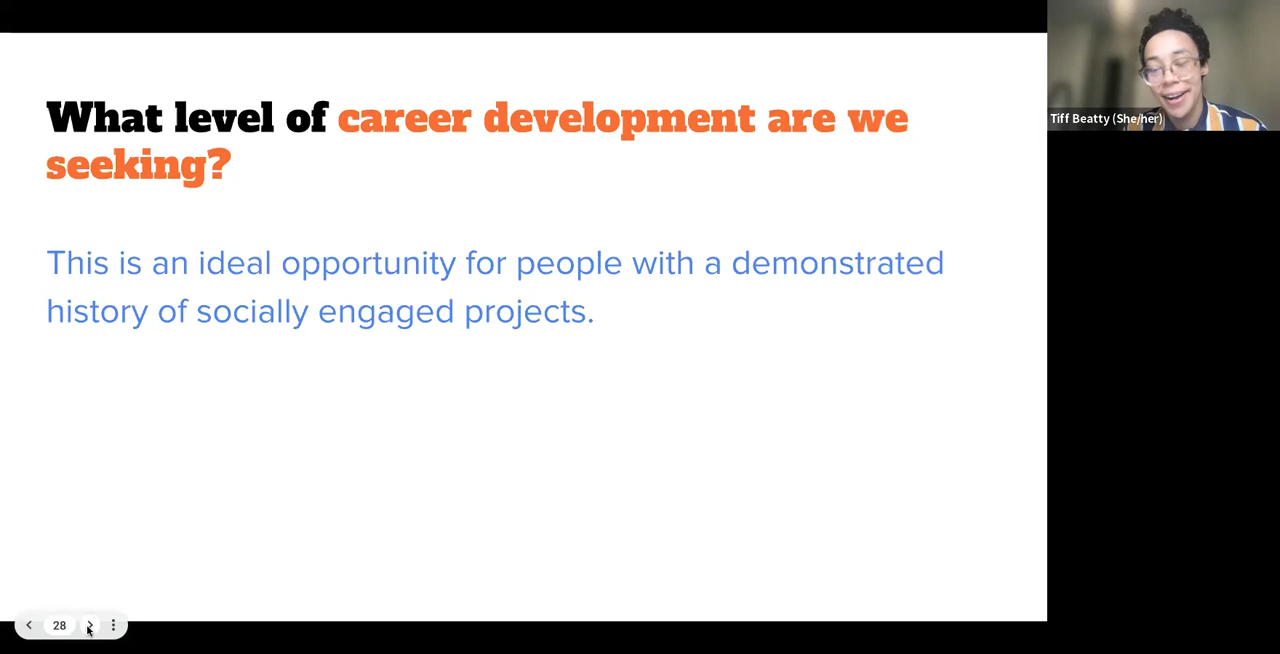 What level of career development are we
seeking?
This is an ideal opportunity for people with a demonstrated
history of socially engaged projects.
Tiff Beatty (She/her)
28